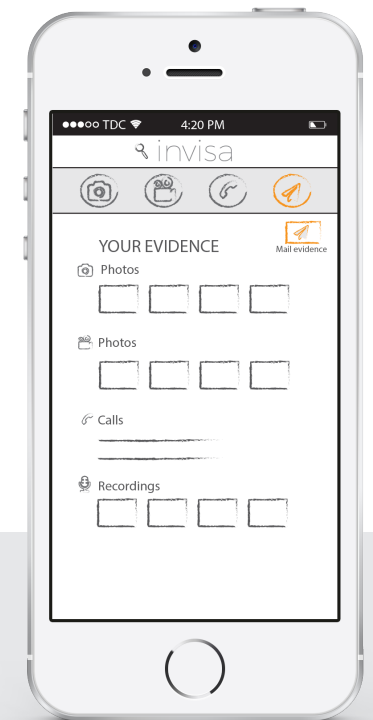 TDC 4:20 PM
invisa
YOUR EVIDENCE
Mail evidence
Photos
Photos
Calls
Recordings